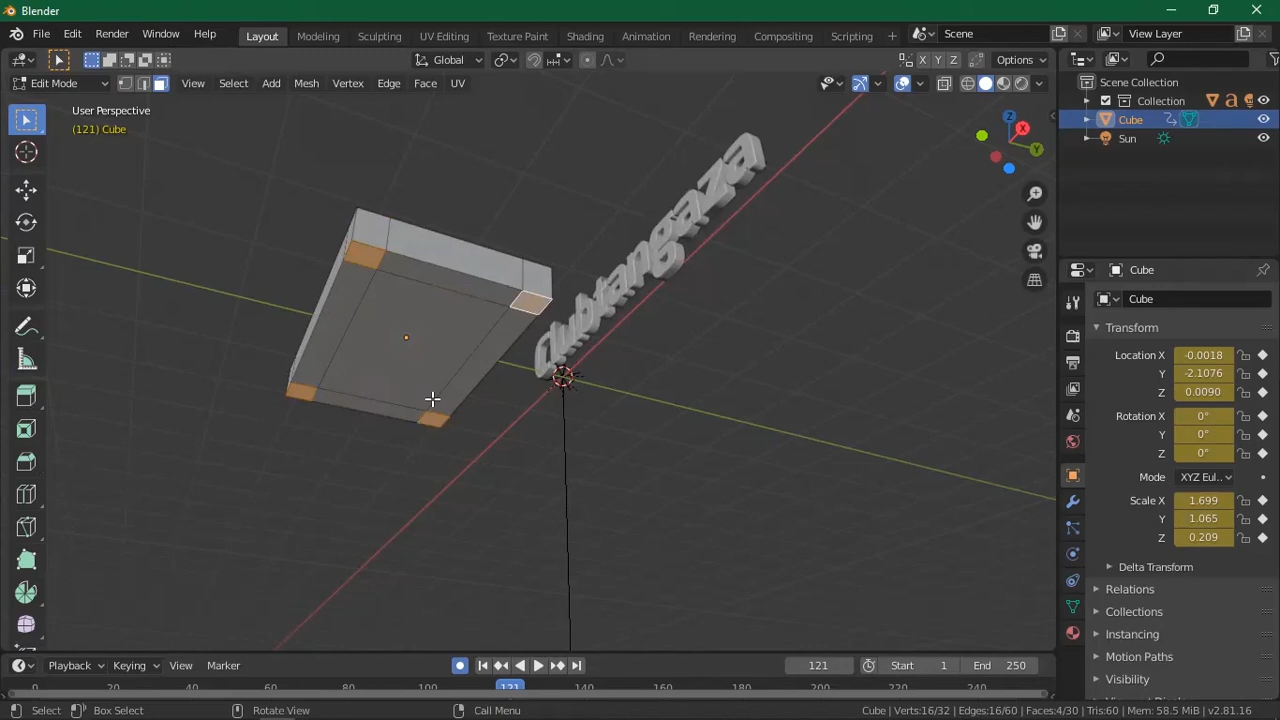 Blender
File Edit Render Window Help Layout Modeling Sculpting UV Editing Texture Paint Shading Animation Rendering Compositing Scripting + Scene View Layer
Global X Y Z Options
Edit Mode View Select Add Mesh Vertex Edge Face UV
User Perspective
(121) Cube
Scene Collection
Collection
Cube
Sun
Z
X
Y
Clubtangaza
Cube
Cube
Transform
Location X -0.0018
Y -2.1076
Z 0.0090
Rotation X 0°
Y 0°
Z 0°
Mode XYZ Eul..
Scale X 1.699
Y 1.065
Z 0.209
Delta Transform
Relations
Collections
Instancing
Motion Paths
Visibility
Playback Keying View Marker 121 Start 1 End 250
0 20 40 60 80 100 121 140 160 180 200 220 240
Select Box Select Rotate View Call Menu Cube | Verts:16/32 | Edges:16/60 | Faces:4/30 | Tris:60 | Mem: 58.5 MiB | v2.81.16